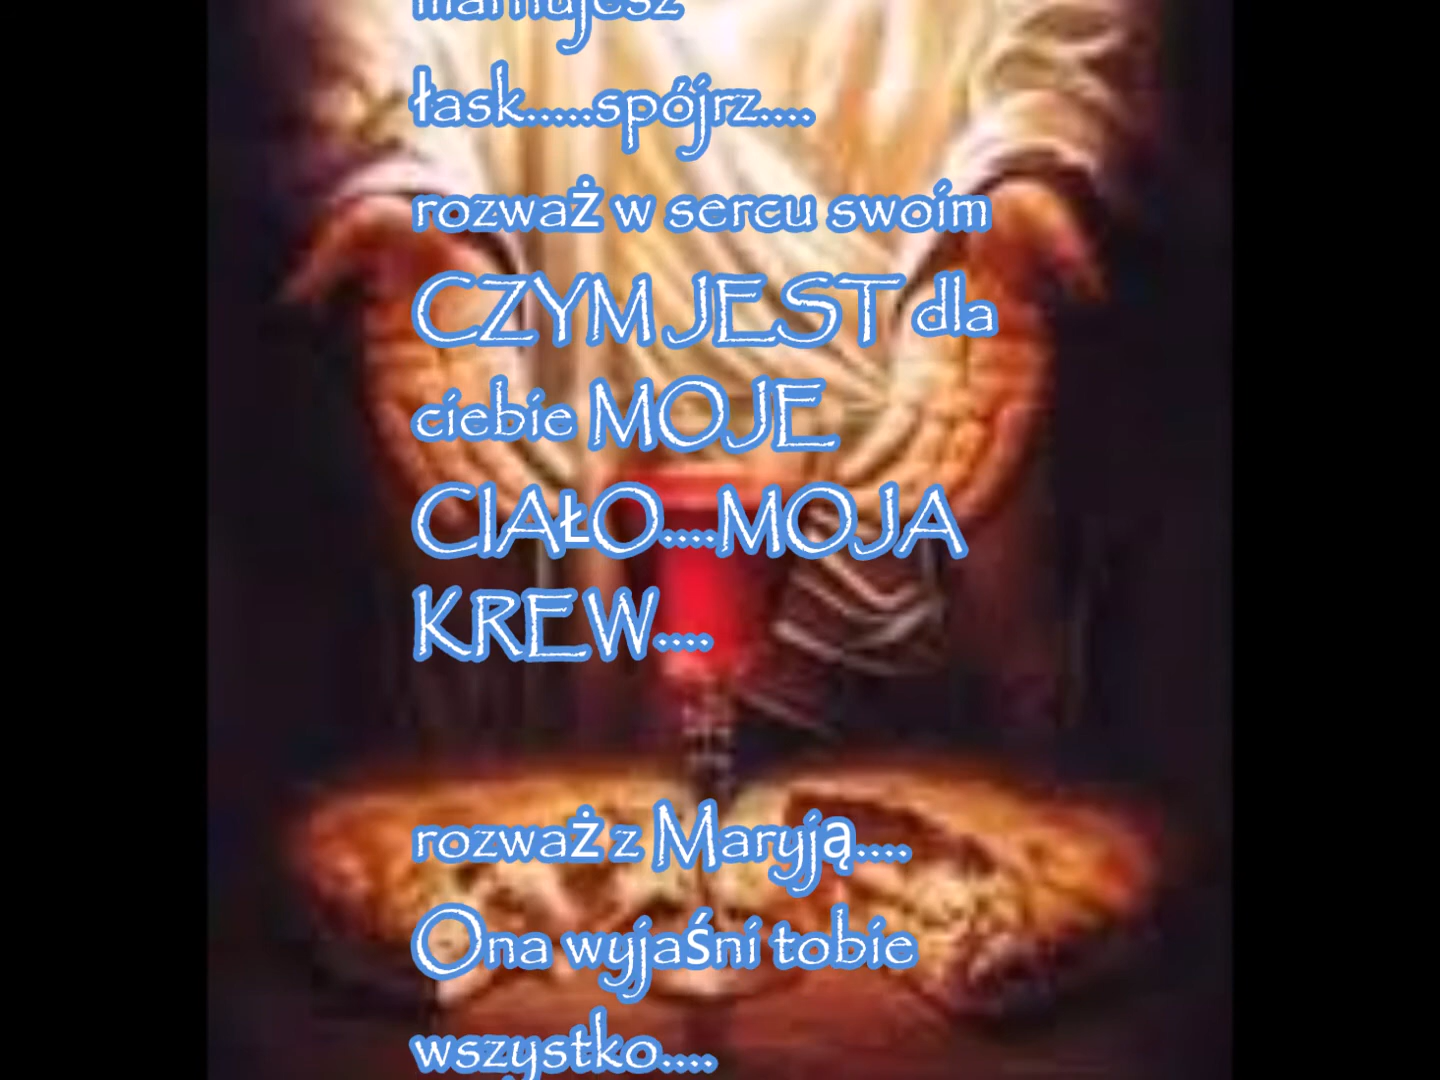 marnujesz
łask.....spójrz....
rozważ w sercu swoim
CZYM JEST dla
ciebie MOJE
CIAŁO....MOJA
KREW....
rozważ z Maryją....
Ona wyjaśni tobie
wszystko....